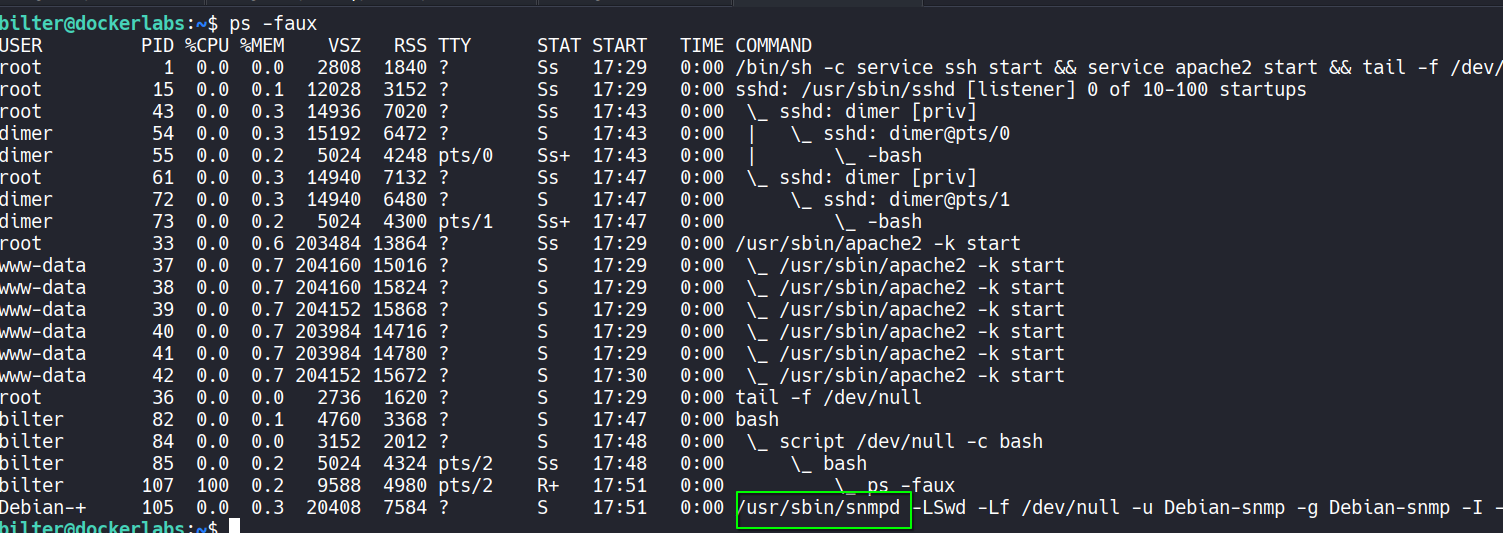 bilter@dockerlabs:~$ ps -faux
USER PID %CPU %MEM VSZ RSS TTY STAT START TIME COMMAND
root 1 0.0 0.0 2808 1840 ? Ss 17:29 0:00 /bin/sh -c service ssh start && service apache2 start && tail -f /dev/
root 15 0.0 0.1 12028 3152 ? Ss 17:29 0:00 sshd: /usr/sbin/sshd [listener] 0 of 10-100 startups
root 43 0.0 0.3 14936 7020 ? Ss 17:43 0:00 \_ sshd: dimer [priv]
dimer 54 0.0 0.3 15192 6472 ? S 17:43 0:00 | \_ sshd: dimer@pts/0
dimer 55 0.0 0.2 5024 4248 pts/0 Ss+ 17:43 0:00 | \_ -bash
root 61 0.0 0.3 14940 7132 ? Ss 17:47 0:00 \_ sshd: dimer [priv]
dimer 72 0.0 0.3 14940 6480 ? S 17:47 0:00 \_ sshd: dimer@pts/1
dimer 73 0.0 0.2 5024 4300 pts/1 Ss+ 17:47 0:00 \_ -bash
root 33 0.0 0.6 203484 13864 ? Ss 17:29 0:00 /usr/sbin/apache2 -k start
www-data 37 0.0 0.7 204160 15016 ? S 17:29 0:00 \_ /usr/sbin/apache2 -k start
www-data 38 0.0 0.7 204160 15824 ? S 17:29 0:00 \_ /usr/sbin/apache2 -k start
www-data 39 0.0 0.7 204152 15868 ? S 17:29 0:00 \_ /usr/sbin/apache2 -k start
www-data 40 0.0 0.7 203984 14716 ? S 17:29 0:00 \_ /usr/sbin/apache2 -k start
www-data 41 0.0 0.7 203984 14780 ? S 17:29 0:00 \_ /usr/sbin/apache2 -k start
www-data 42 0.0 0.7 204152 15672 ? S 17:30 0:00 \_ /usr/sbin/apache2 -k start
root 36 0.0 0.0 2736 1620 ? S 17:29 0:00 tail -f /dev/null
bilter 82 0.0 0.1 4760 3368 ? S 17:47 0:00 bash
bilter 84 0.0 0.0 3152 2012 ? S 17:48 0:00 \_ script /dev/null -c bash
bilter 85 0.0 0.2 5024 4324 pts/2 Ss 17:48 0:00 \_ bash
bilter 107 100 0.2 9588 4980 pts/2 R+ 17:51 0:00 \_ ps -faux
Debian-+ 105 0.0 0.3 20408 7584 ? S 17:51 0:00 /usr/sbin/snmpd -LSwd -Lf /dev/null -u Debian-snmp -g Debian-snmp -I -
bilter@dockerlabs:~$